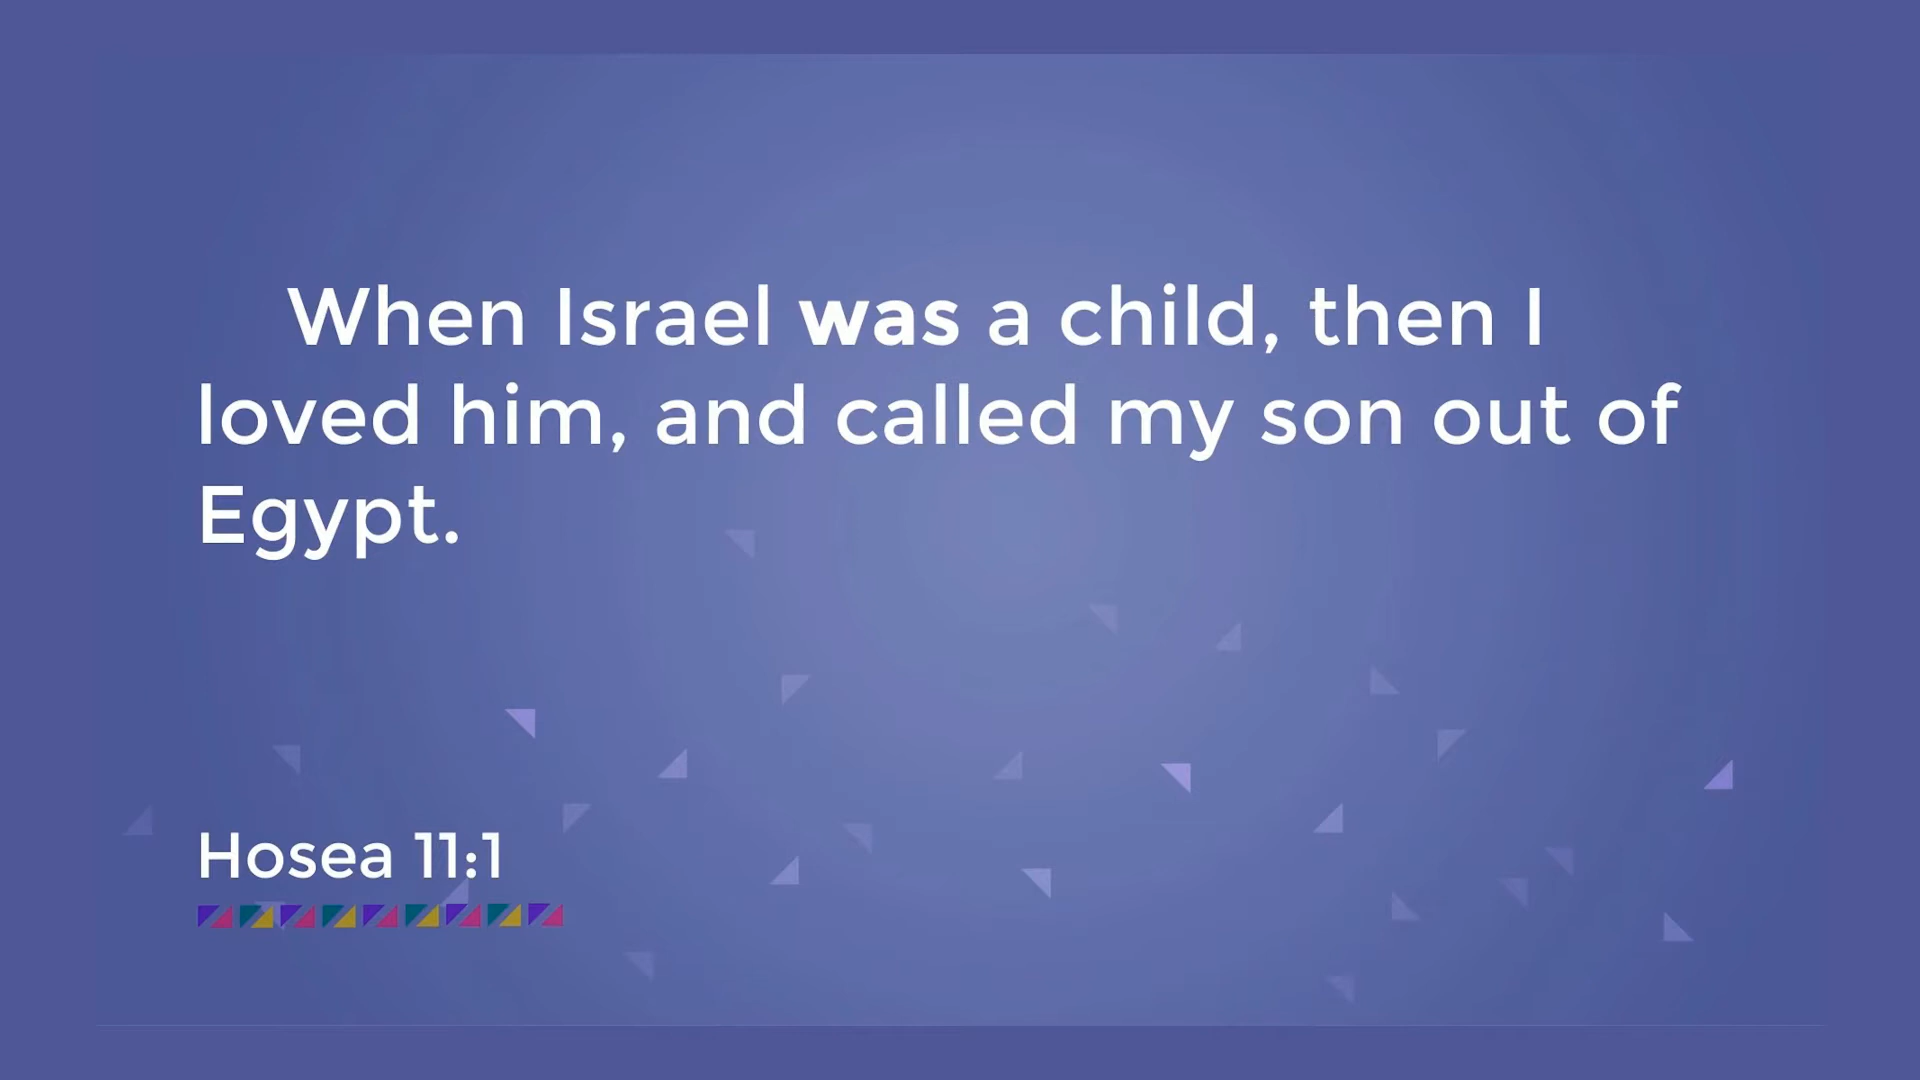 When Israel was a child, then I
loved him, and called my son out of
Egypt.
Hosea 11:1